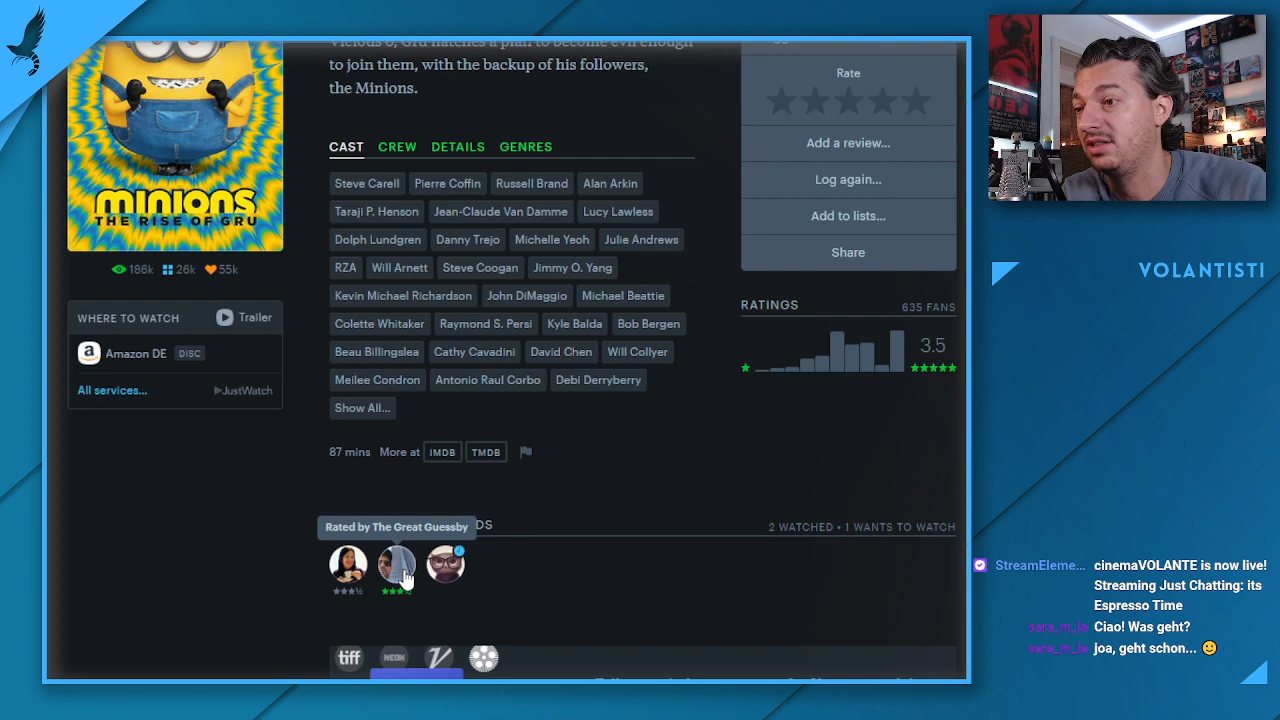 Vicious 6, Gru hatches a plan to become evil enough
to join them, with the backup of his followers,
the Minions.
MINIONS
THE RISE OF GRU
186k 26k 55k
WHERE TO WATCH Trailer
Amazon DE DISC
All services... JustWatch
CAST CREW DETAILS GENRES
Steve Carell Pierre Coffin Russell Brand Alan Arkin
Taraji P. Henson Jean-Claude Van Damme Lucy Lawless
Dolph Lundgren Danny Trejo Michelle Yeoh Julie Andrews
RZA Will Arnett Steve Coogan Jimmy O. Yang
Kevin Michael Richardson John DiMaggio Michael Beattie
Colette Whitaker Raymond S. Persi Kyle Balda Bob Bergen
Beau Billingslea Cathy Cavadini David Chen Will Collyer
Meilee Condron Antonio Raul Corbo Debi Derryberry
Show All...
87 mins More at IMDB TMDB
Rated by The Great Guessby
DS
2 WATCHED • 1 WANTS TO WATCH
★★★½ ★★★½
tiff NEON V
Rate
Add a review...
Log again...
Add to lists...
Share
RATINGS 635 FANS
3.5
VOLANTISTI
StreamEleme... cinemaVOLANTE is now live!
Streaming Just Chatting: its
Espresso Time
sara_m_la Ciao! Was geht?
sara_m_la joa, geht schon... 🙂